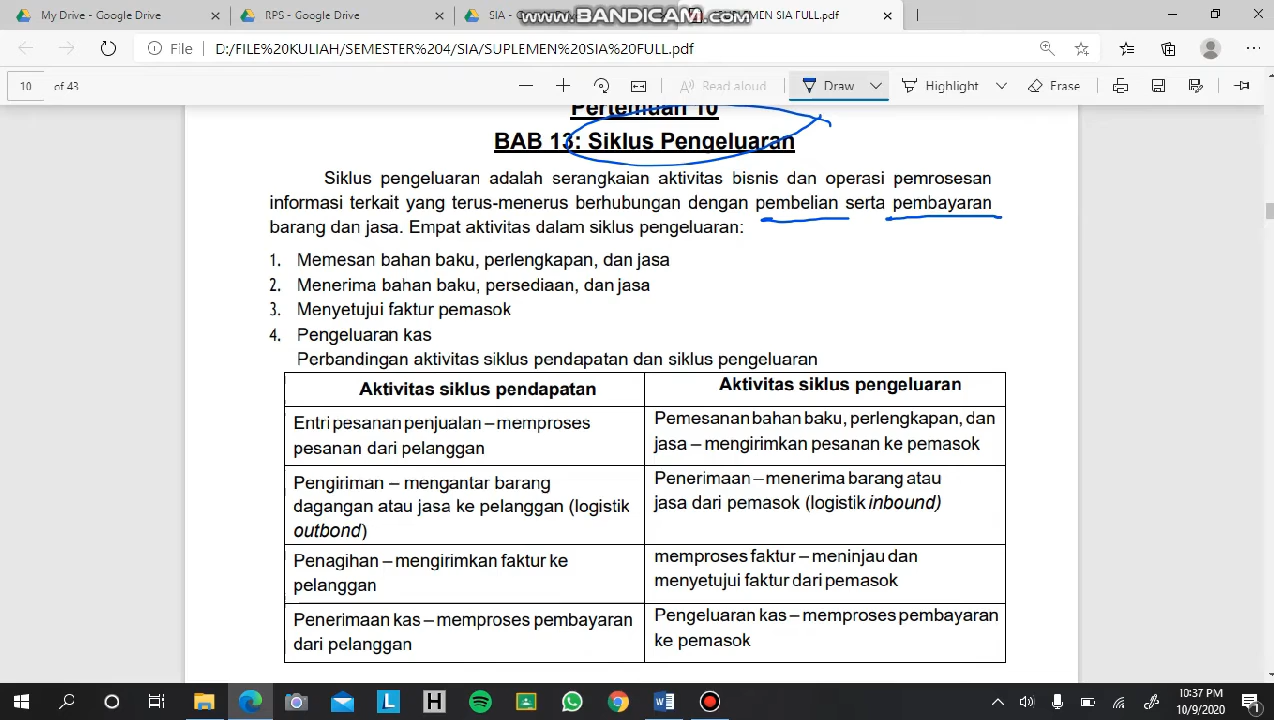 My Drive - Google Drive
RPS - Google Drive
SIA - G
www.BANDICAM.com
MEN SIA FULL.pdf
File D:/FILE%20KULIAH/SEMESTER%204/SIA/SUPLEMEN%20SIA%20FULL.pdf
10 of 43
Read aloud
Draw
Highlight
Erase
Pertemuan 10
BAB 13: Siklus Pengeluaran
Siklus pengeluaran adalah serangkaian aktivitas bisnis dan operasi pemrosesan
informasi terkait yang terus-menerus berhubungan dengan pembelian serta pembayaran
barang dan jasa. Empat aktivitas dalam siklus pengeluaran:
1. Memesan bahan baku, perlengkapan, dan jasa
2. Menerima bahan baku, persediaan, dan jasa
3. Menyetujui faktur pemasok
4. Pengeluaran kas
Perbandingan aktivitas siklus pendapatan dan siklus pengeluaran
Aktivitas siklus pendapatan
Aktivitas siklus pengeluaran
Entri pesanan penjualan – memproses
pesanan dari pelanggan
Pemesanan bahan baku, perlengkapan, dan
jasa – mengirimkan pesanan ke pemasok
Pengiriman – mengantar barang
dagangan atau jasa ke pelanggan (logistik
outbond)
Penerimaan – menerima barang atau
jasa dari pemasok (logistik inbound)
Penagihan – mengirimkan faktur ke
pelanggan
memproses faktur – meninjau dan
menyetujui faktur dari pemasok
Penerimaan kas – memproses pembayaran
dari pelanggan
Pengeluaran kas – memproses pembayaran
ke pemasok
10:37 PM
10/9/2020